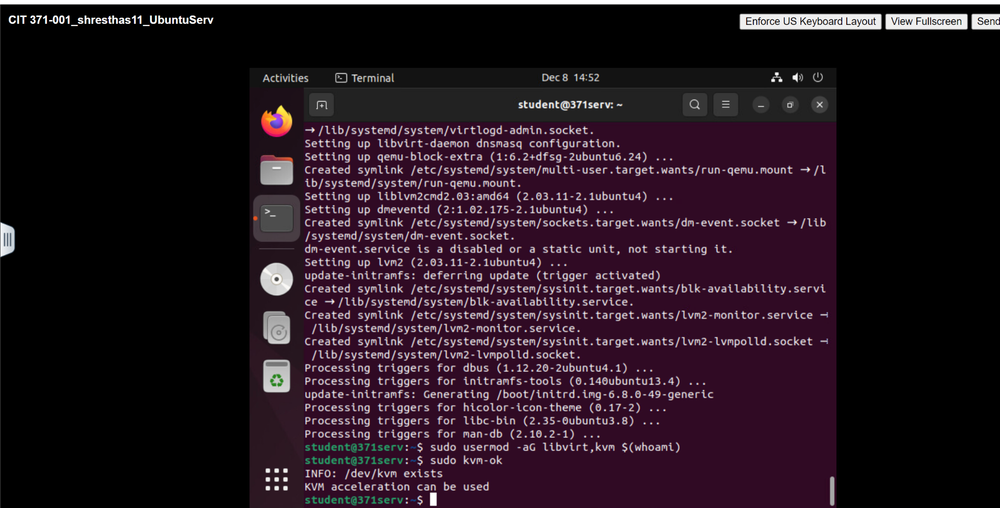 CIT 371-001_shresthas11_UbuntuServ
Enforce US Keyboard Layout View Fullscreen Send
Activities Terminal Dec 8 14:52
student@371serv: ~
→/lib/systemd/system/virtlogd-admin.socket.
Setting up libvirt-daemon dnsmasq configuration.
Setting up qemu-block-extra (1:6.2+dfsg-2ubuntu6.24) ...
Created symlink /etc/systemd/system/multi-user.target.wants/run-qemu.mount →/l
ib/systemd/system/run-qemu.mount.
Setting up liblvm2cmd2.03:amd64 (2.03.11-2.1ubuntu4) ...
Setting up dmeventd (2:1.02.175-2.1ubuntu4) ...
Created symlink /etc/systemd/system/sockets.target.wants/dm-event.socket →/lib
/systemd/system/dm-event.socket.
dm-event.service is a disabled or a static unit, not starting it.
Setting up lvm2 (2.03.11-2.1ubuntu4) ...
update-initramfs: deferring update (trigger activated)
Created symlink /etc/systemd/system/sysinit.target.wants/blk-availability.servi
ce →/lib/systemd/system/blk-availability.service.
Created symlink /etc/systemd/system/sysinit.target.wants/lvm2-monitor.service →
/lib/systemd/system/lvm2-monitor.service.
Created symlink /etc/systemd/system/sysinit.target.wants/lvm2-lvmpolld.socket →
/lib/systemd/system/lvm2-lvmpolld.socket.
Processing triggers for dbus (1.12.20-2ubuntu4.1) ...
Processing triggers for initramfs-tools (0.140ubuntu13.4) ...
update-initramfs: Generating /boot/initrd.img-6.8.0-49-generic
Processing triggers for hicolor-icon-theme (0.17-2) ...
Processing triggers for libc-bin (2.35-0ubuntu3.8) ...
Processing triggers for man-db (2.10.2-1) ...
student@371serv:~$ sudo usermod -aG libvirt,kvm $(whoami)
student@371serv:~$ sudo kvm-ok
INFO: /dev/kvm exists
KVM acceleration can be used
student@371serv:~$